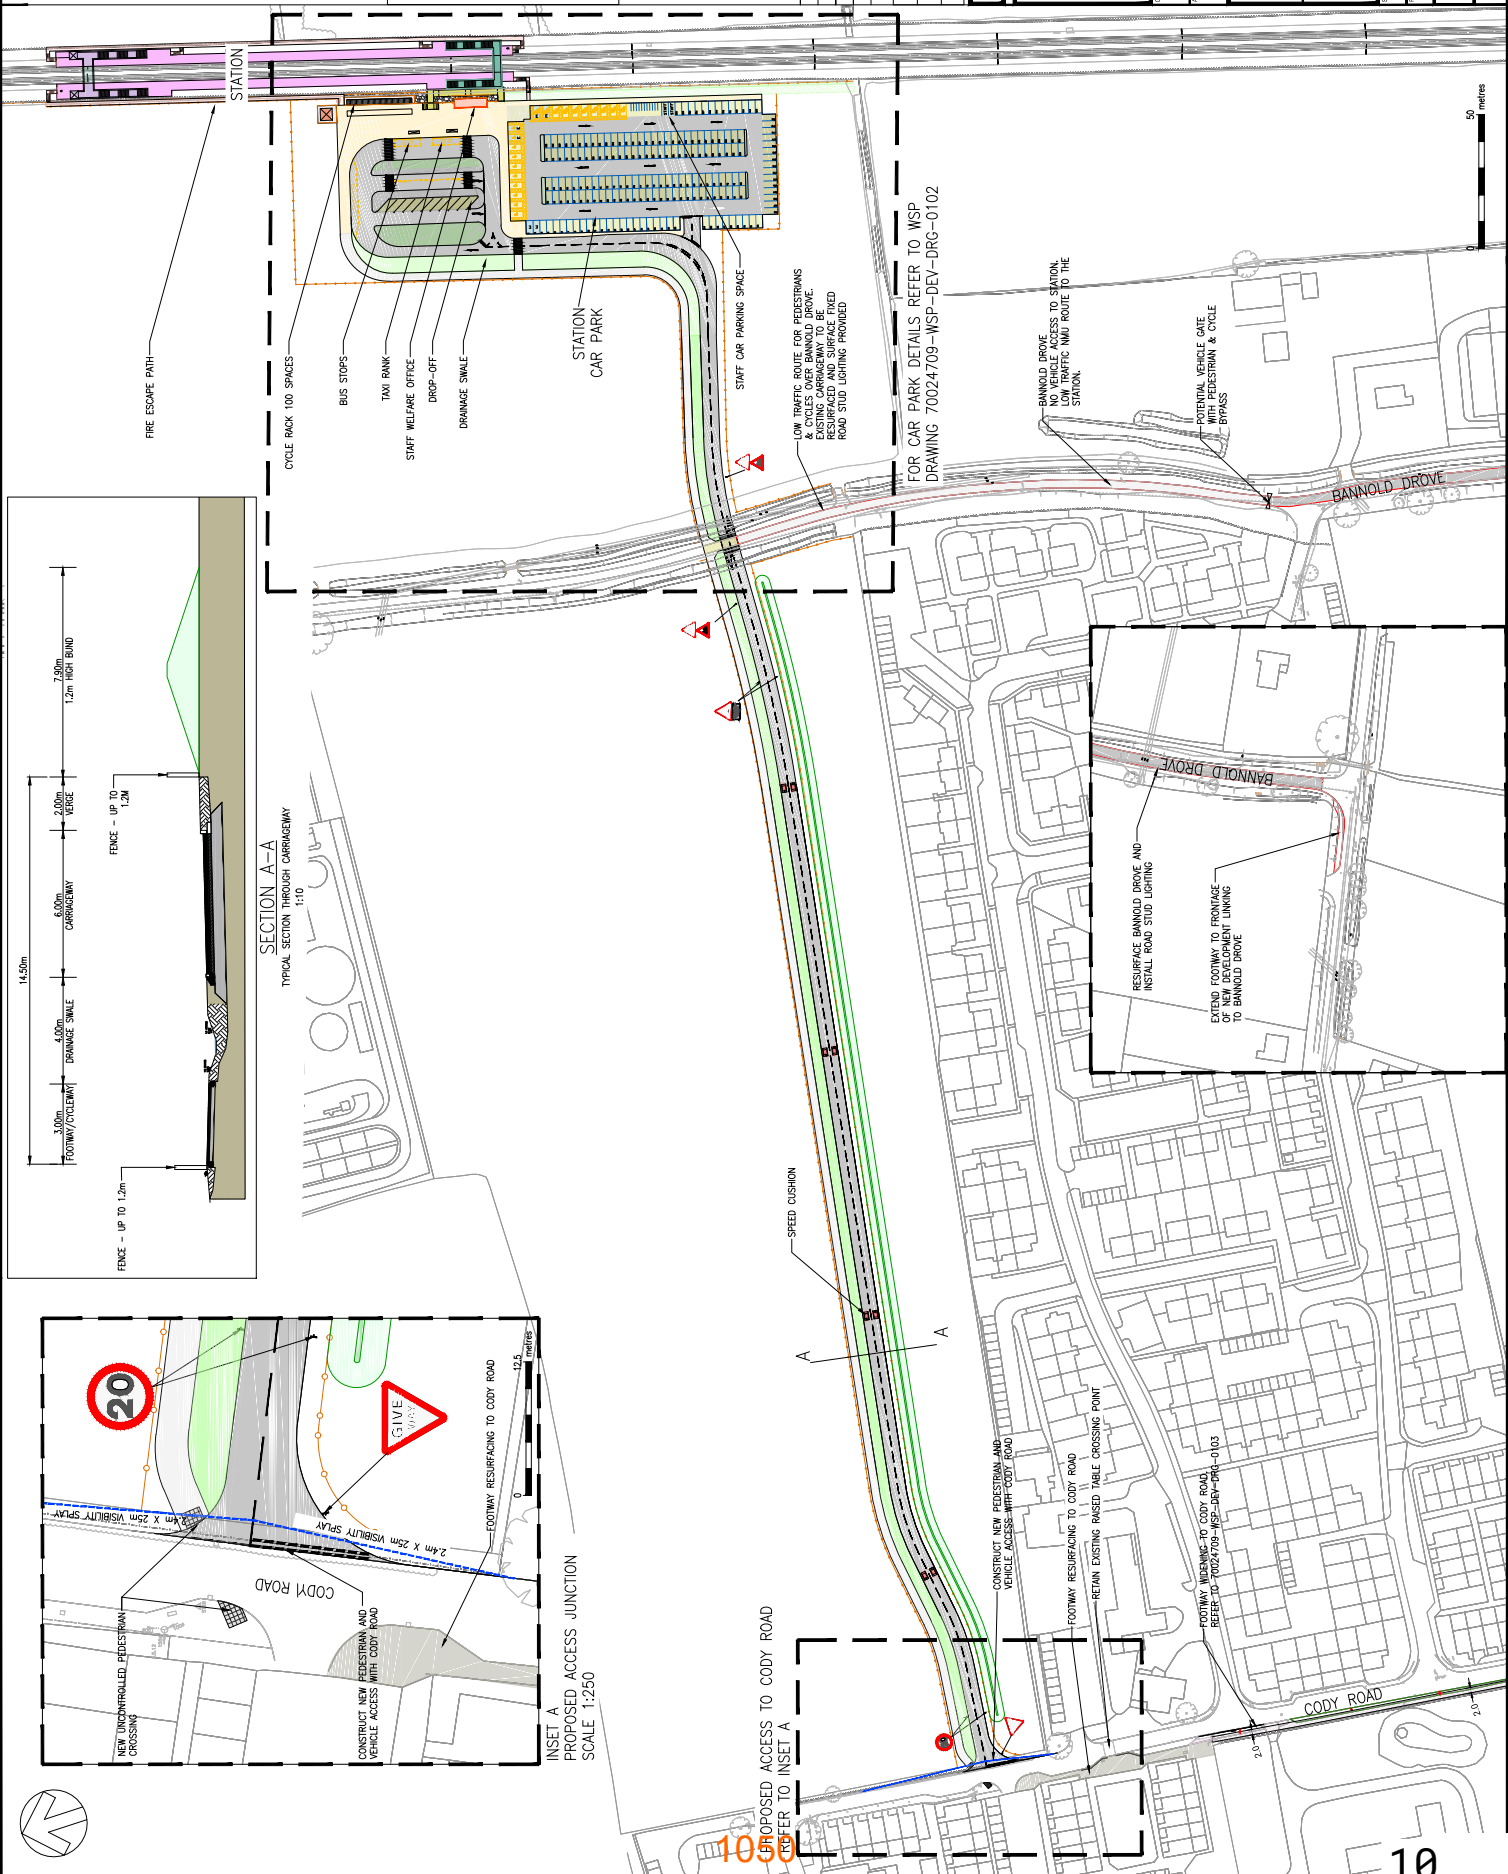 STATION
FIRE ESCAPE PATH
CYCLE RACK 100 SPACES
BUS STOPS
TAXI RANK
STAFF WELFARE OFFICE
DROP-OFF
DRAINAGE SWALE
STATION
CAR PARK
STAFF CAR PARKING SPACE
LOW TRAFFIC ROUTE FOR PEDESTRIANS
& CYCLES OVER BANNOLD DROVE.
EXISTING CARRIAGEWAY TO BE
RESURFACED AND SURFACE FIXED
ROAD STUD LIGHTING PROVIDED
FOR CAR PARK DETAILS REFER TO WSP
DRAWING 70024709-WSP-DEV-DRG-0102
BANNOLD DROVE
NO VEHICLE ACCESS TO STATION.
LOW TRAFFIC NMU ROUTE TO THE
STATION.
POTENTIAL VEHICLE GATE
WITH PEDESTRIAN & CYCLE
BYPASS
BANNOLD DROVE
0
50
metres
14.50m
3.00m
FOOTWAY/CYCLEWAY
4.00m
DRAINAGE SWALE
6.00m
CARRIAGEWAY
2.00m
VERGE
7.90m
1.2m HIGH BUND
FENCE - UP TO 1.2m
FENCE - UP TO
1.2M
SECTION A-A
TYPICAL SECTION THROUGH CARRIAGEWAY
1:10
RESURFACE BANNOLD DROVE AND
INSTALL ROAD STUD LIGHTING
EXTEND FOOTWAY TO FRONTAGE
OF NEW DEVELOPMENT LINKING
TO BANNOLD DROVE
BANNOLD DROVE
SPEED CUSHION
A
A
20
GIVE
WAY
2.4m X 25m VISIBILITY SPLAY
2.4m X 25m VISIBILITY SPLAY
CODY ROAD
NEW UNCONTROLLED PEDESTRIAN
CROSSING
CONSTRUCT NEW PEDESTRIAN AND
VEHICLE ACCESS WITH CODY ROAD
FOOTWAY RESURFACING TO CODY ROAD
0
12.5
metres
INSET A
PROPOSED ACCESS JUNCTION
SCALE 1:250
PROPOSED ACCESS TO CODY ROAD
REFER TO INSET A
CONSTRUCT NEW PEDESTRIAN AND
VEHICLE ACCESS WITH CODY ROAD
FOOTWAY RESURFACING TO CODY ROAD
RETAIN EXISTING RAISED TABLE CROSSING POINT
FOOTWAY WIDENING TO CODY ROAD,
REFER TO 70024709-WSP-DEV-DRG-0103
CODY ROAD
2.0
2.0
1050
10